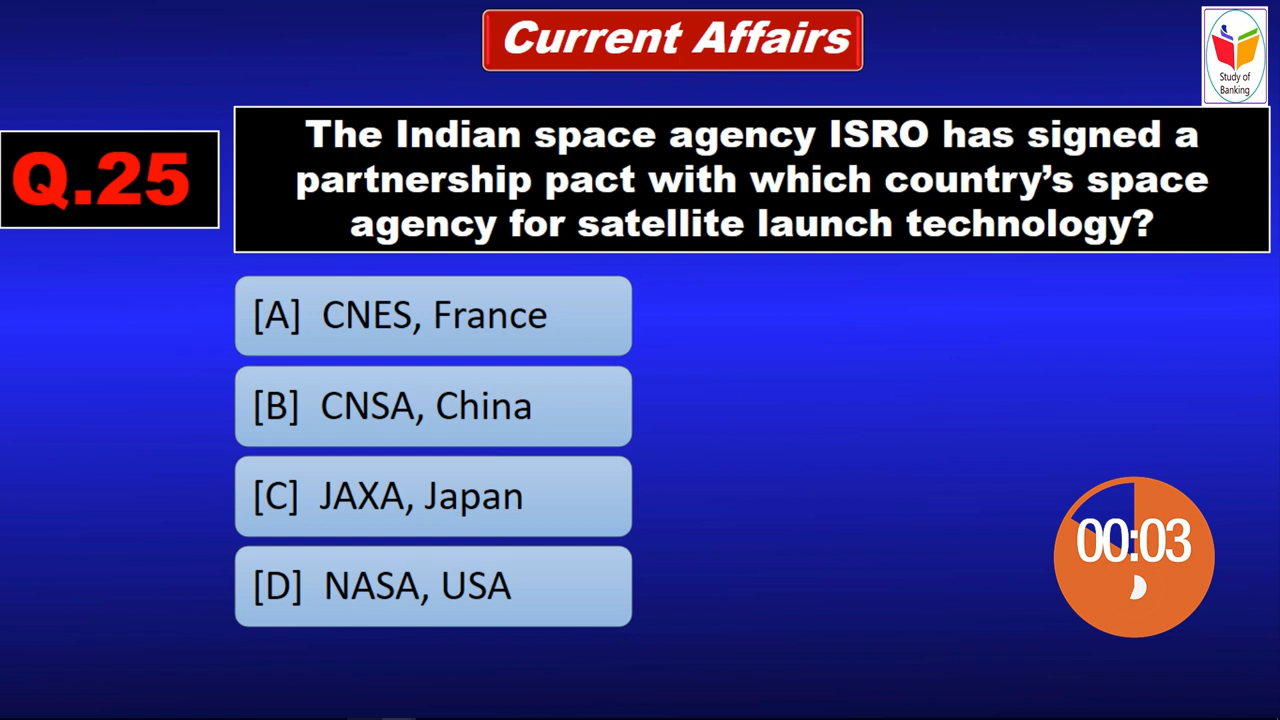 Current Affairs
Study of
Banking
Q.25
The Indian space agency ISRO has signed a
partnership pact with which country’s space
agency for satellite launch technology?
[A] CNES, France
[B] CNSA, China
[C] JAXA, Japan
[D] NASA, USA
00:03